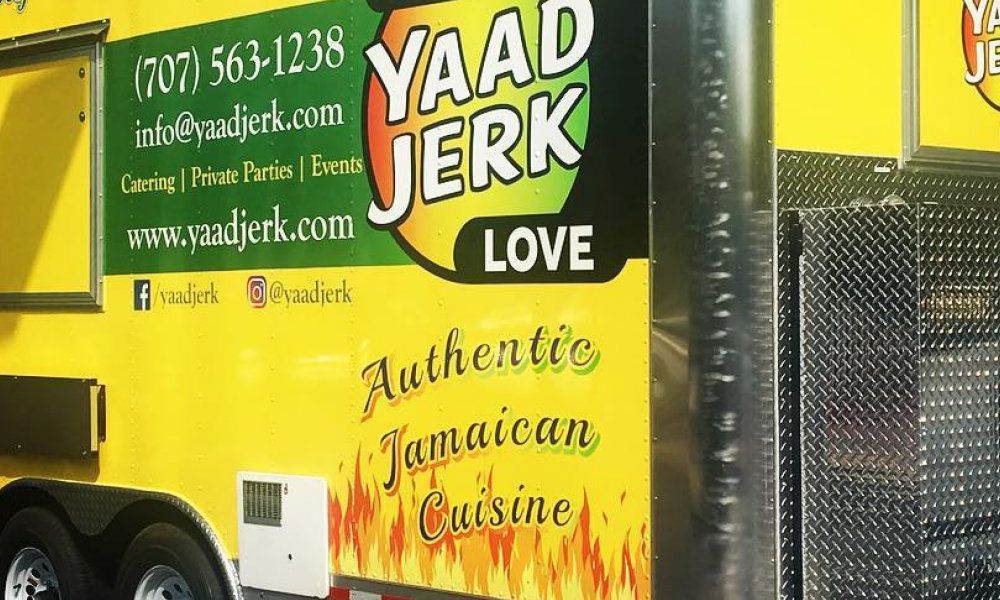 (707) 563-1238
info@yaadjerk.com
Catering | Private Parties | Events
www.yaadjerk.com
f/yaadjerk
@yaadjerk
YAAD
JERK
LOVE
Authentic
Jamaican
Cuisine